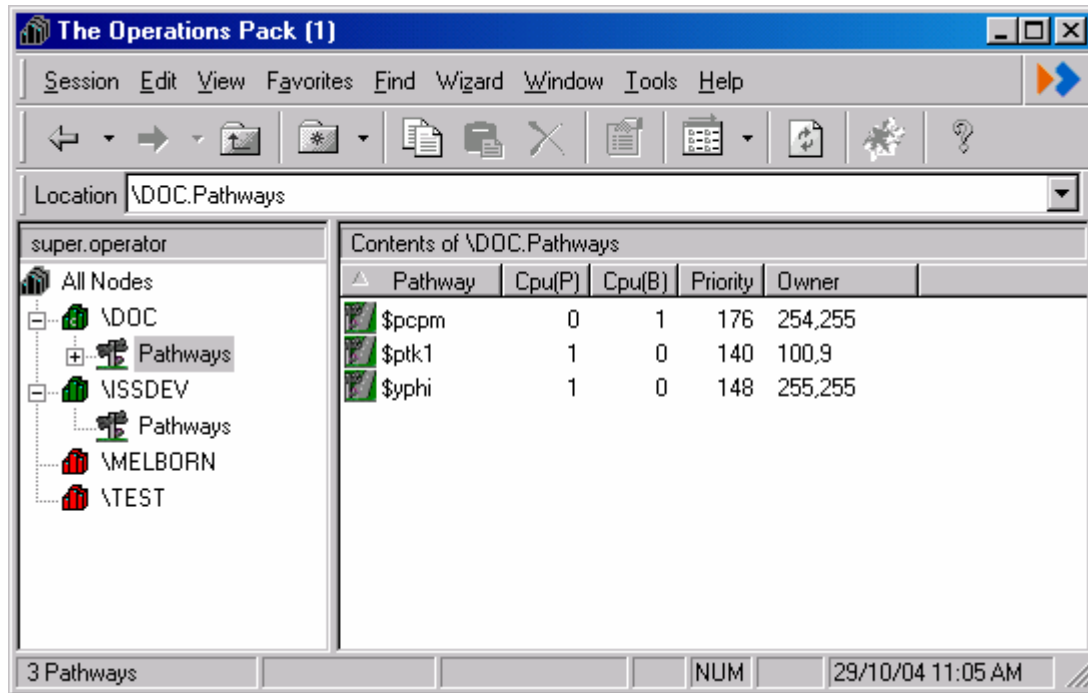 The Operations Pack (1)
Session Edit View Favorites Find Wizard Window Tools Help
Location \DOC.Pathways
super.operator
All Nodes
\DOC
Pathways
\ISSDEV
Pathways
\MELBORN
\TEST
Contents of \DOC.Pathways
Pathway Cpu(P) Cpu(B) Priority Owner
$pcpm 0 1 176 254,255
$ptk1 1 0 140 100,9
$yphi 1 0 148 255,255
3 Pathways NUM 29/10/04 11:05 AM